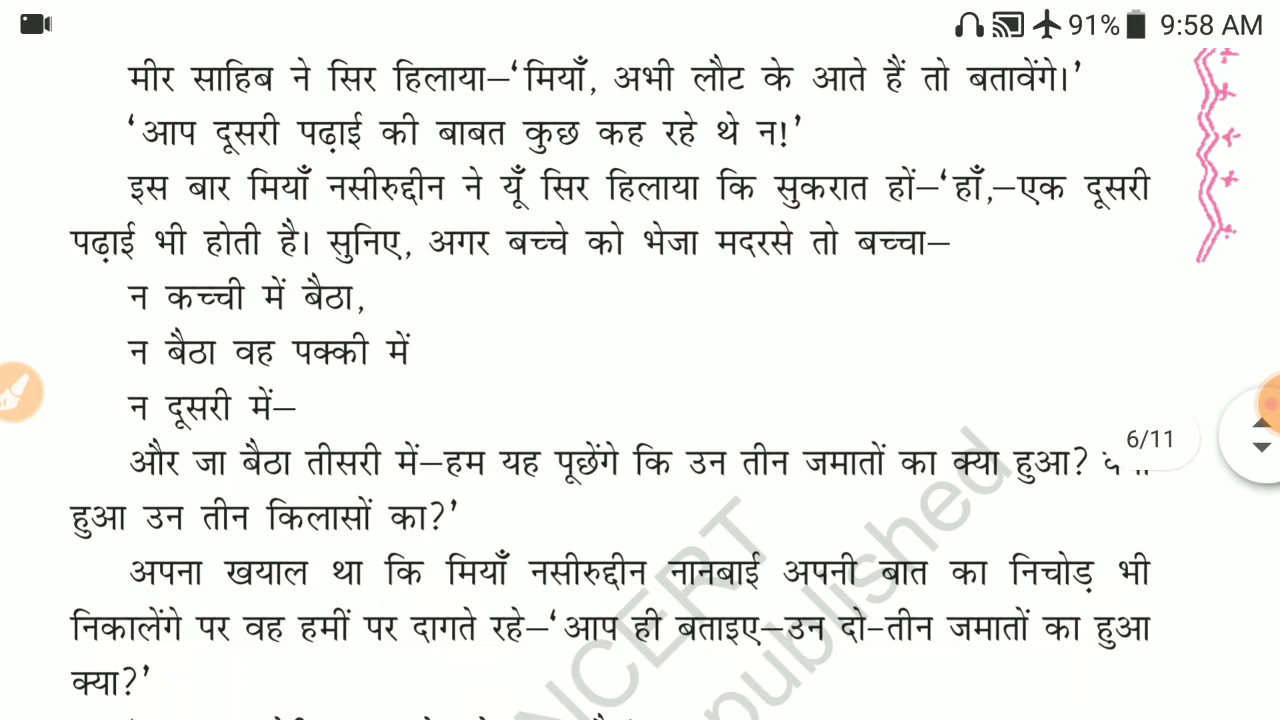 91% 9:58 AM
मीर साहिब ने सिर हिलाया–‘मियाँ, अभी लौट के आते हैं तो बतावेंगे।’
‘आप दूसरी पढ़ाई की बाबत कुछ कह रहे थे न!’
इस बार मियाँ नसीरुद्दीन ने यूँ सिर हिलाया कि सुकरात हों–‘हाँ,–एक दूसरी
पढ़ाई भी होती है। सुनिए, अगर बच्चे को भेजा मदरसे तो बच्चा–
न कच्ची में बैठा,
न बैठा वह पक्की में
न दूसरी में–
6/11
और जा बैठा तीसरी में–हम यह पूछेंगे कि उन तीन जमातों का क्या हुआ?
हुआ उन तीन किलासों का?’
अपना खयाल था कि मियाँ नसीरुद्दीन नानबाई अपनी बात का निचोड़ भी
निकालेंगे पर वह हमीं पर दागते रहे–‘आप ही बताइए–उन दो-तीन जमातों का हुआ
क्या?’
NCERT
published